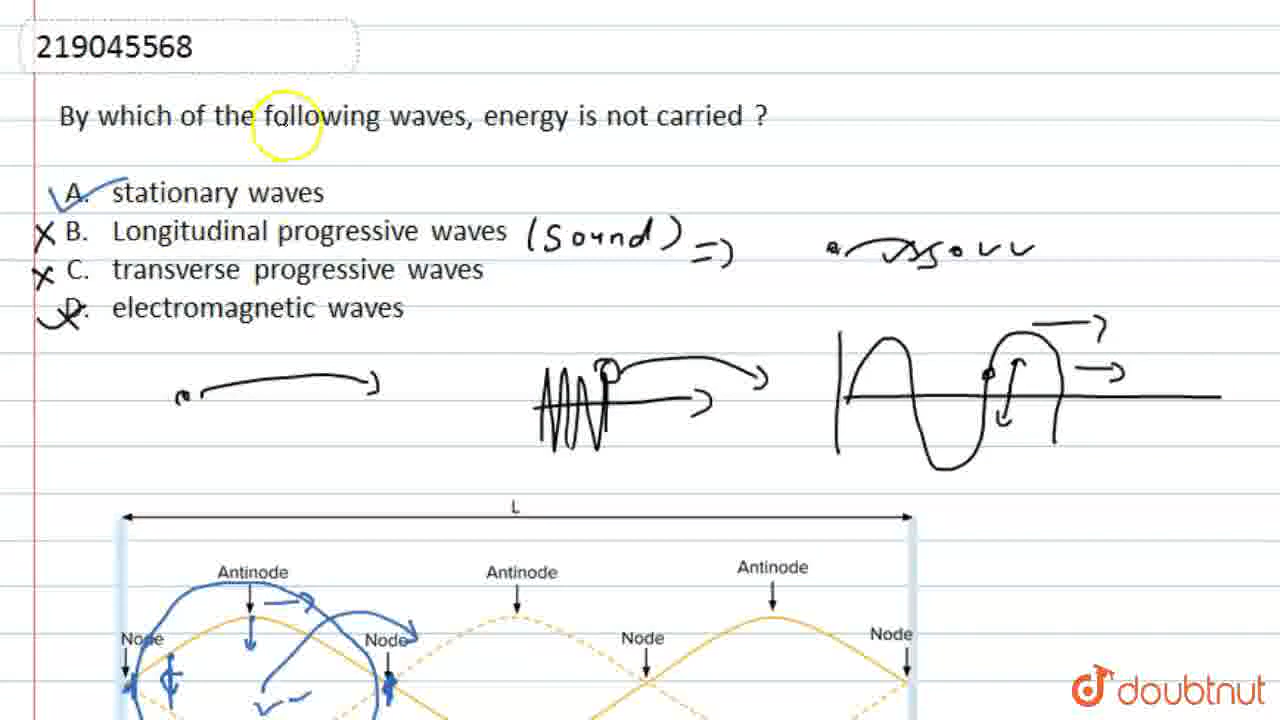 219045568
By which of the following waves, energy is not carried ?
A. stationary waves
B. Longitudinal progressive waves (Sound) =>
C. transverse progressive waves
D. electromagnetic waves
L
Antinode Antinode Antinode
Node Node Node Node
doubtnut